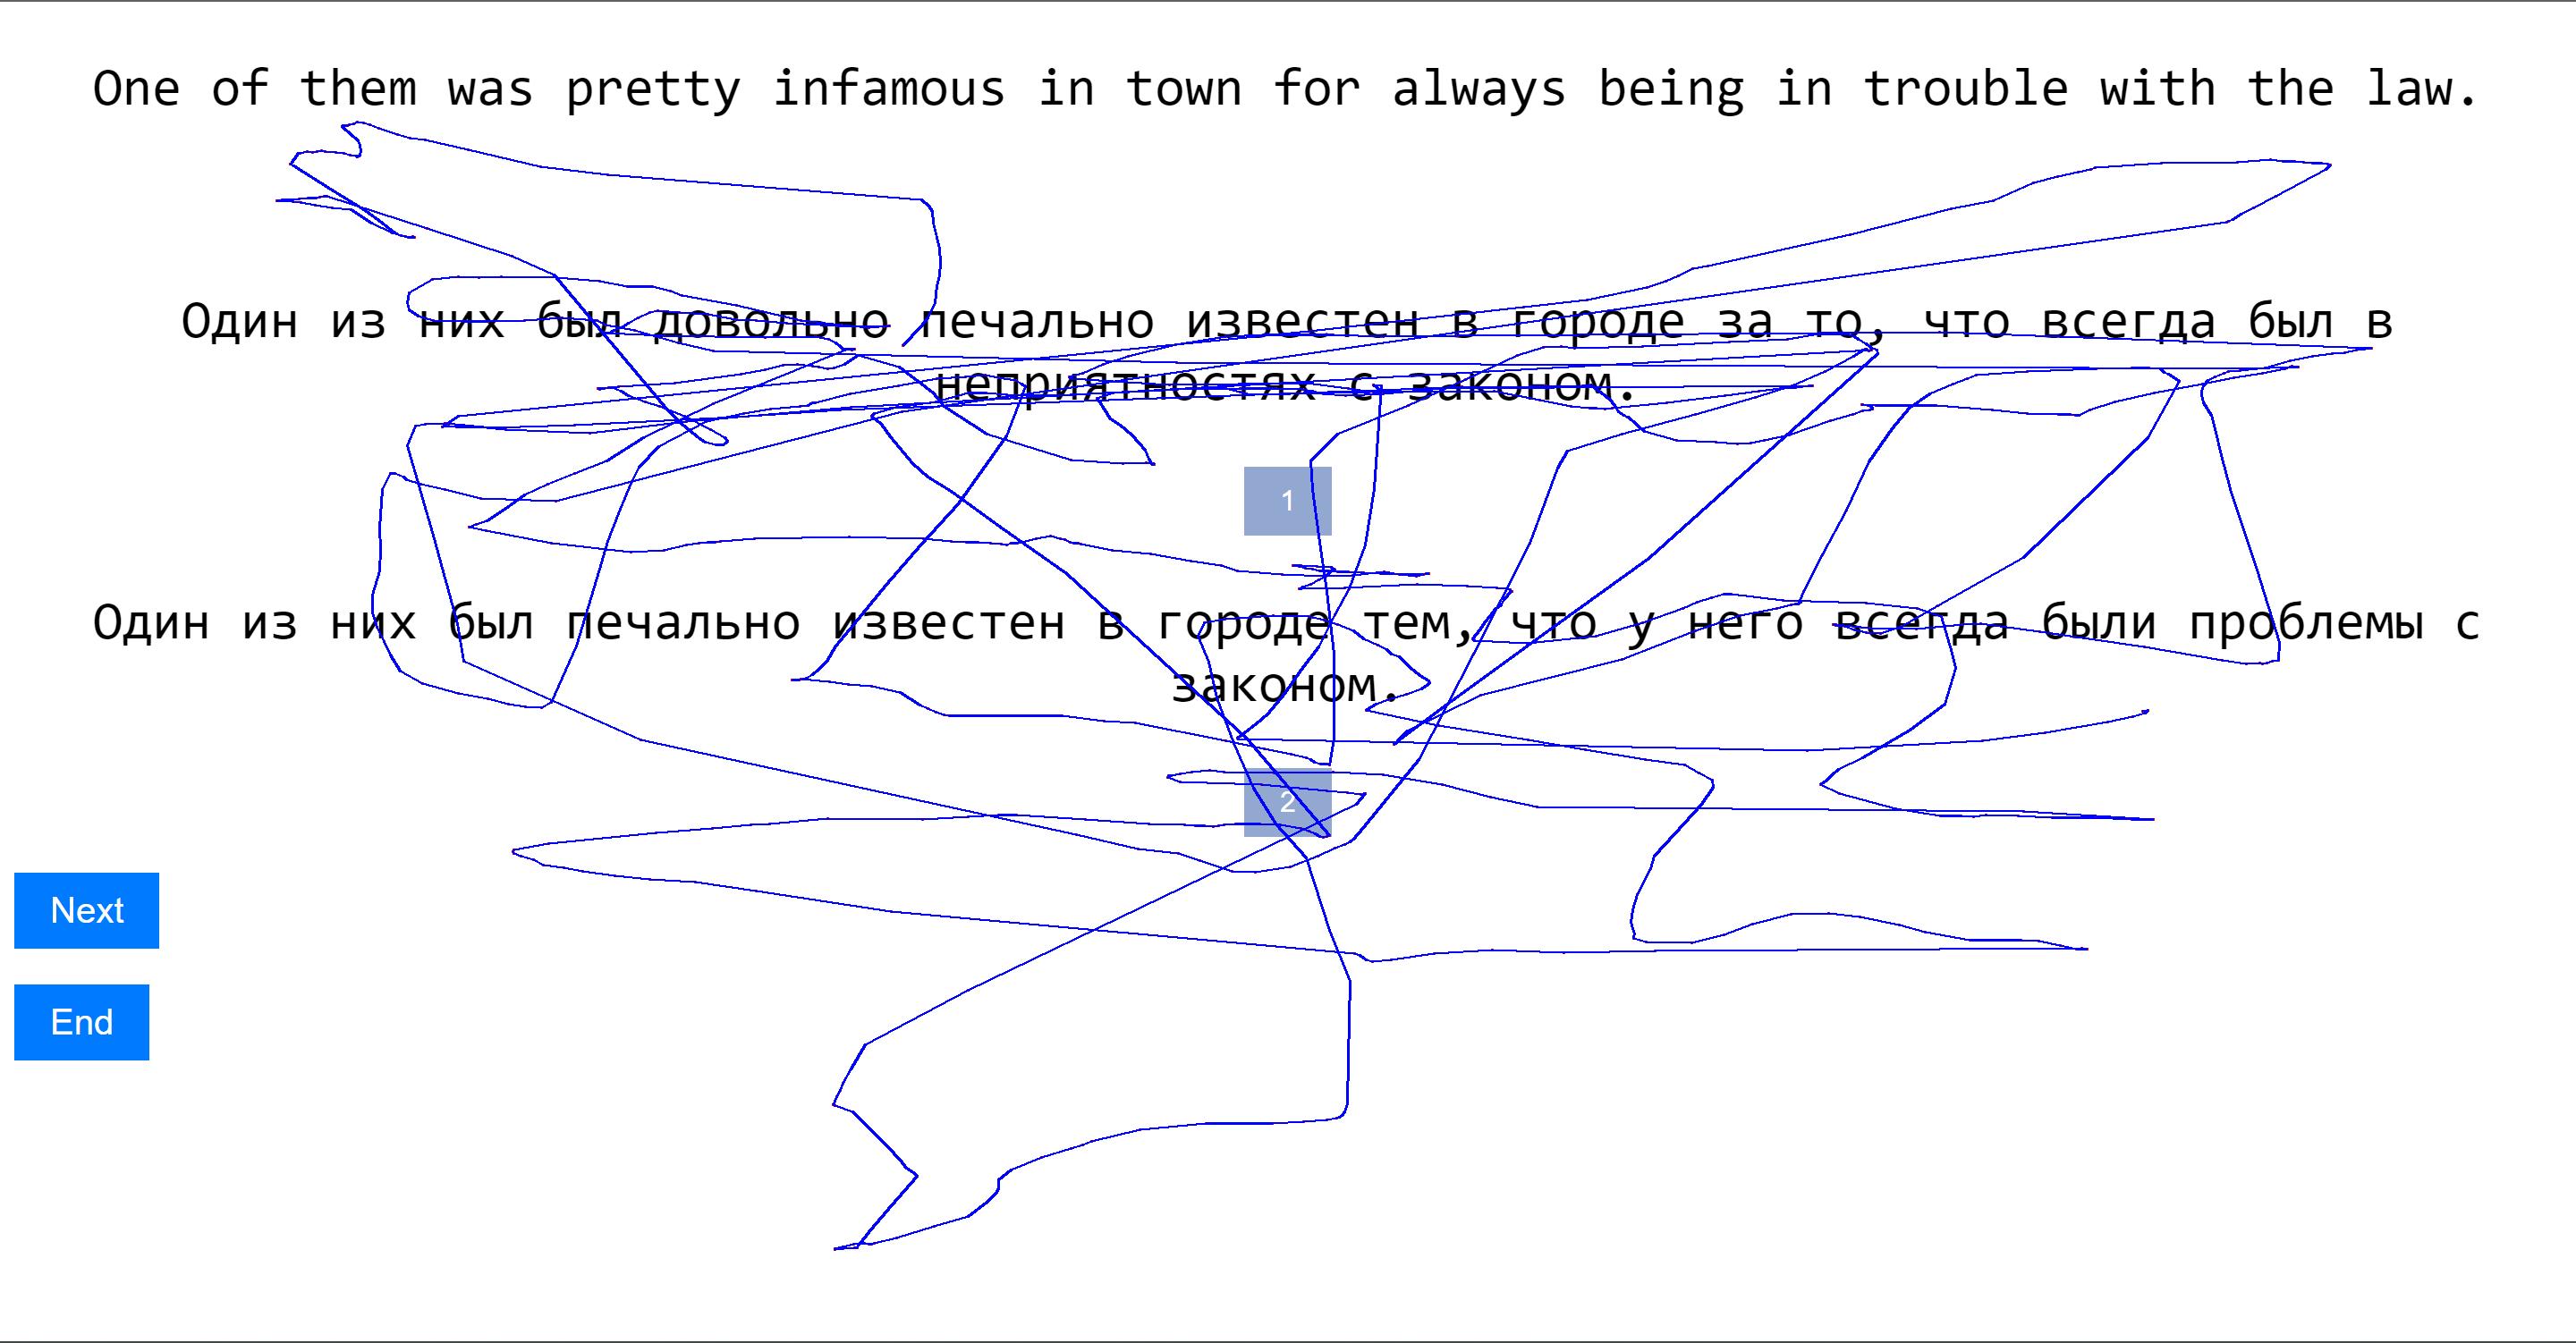 One of them was pretty infamous in town for always being in trouble with the law.
Один из них был довольно печально известен в городе за то, что всегда был в
неприятностях с законом.
1
Один из них был печально известен в городе тем, что у него всегда были проблемы с
законом.
2
Next
End